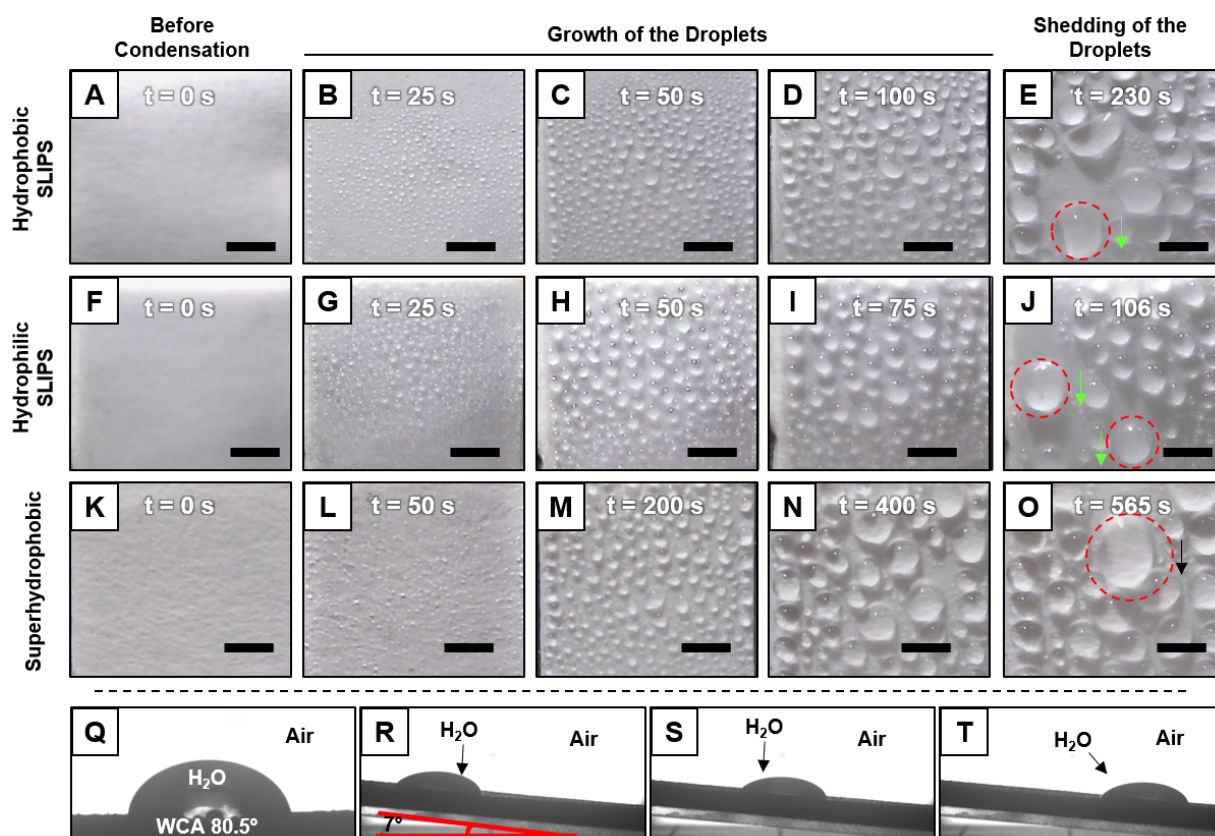 Before
Condensation
Growth of the Droplets
Shedding of the
Droplets
Hydrophobic
SLIPS
A
t = 0 s
B
t = 25 s
C
t = 50 s
D
t = 100 s
E
t = 230 s
Hydrophilic
SLIPS
F
t = 0 s
G
t = 25 s
H
t = 50 s
I
t = 75 s
J
t = 106 s
Superhydrophobic
K
t = 0 s
L
t = 50 s
M
t = 200 s
N
t = 400 s
O
t = 565 s
Q
Air
H₂O
WCA 80.5º
R
H₂O
Air
7º
S
H₂O
Air
T
H₂O
Air